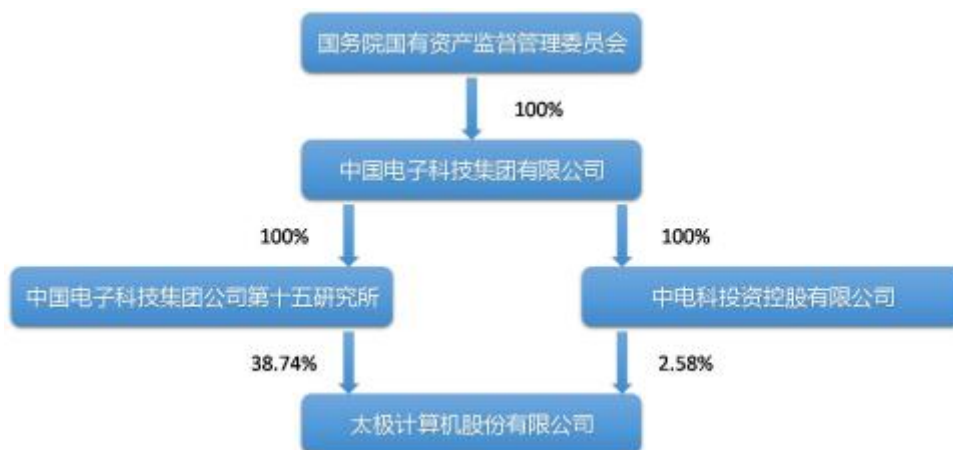 国务院国有资产监督管理委员会
100%
中国电子科技集团有限公司
100%
100%
中国电子科技集团公司第十五研究所
中电科投资控股有限公司
38.74%
2.58%
太极计算机股份有限公司